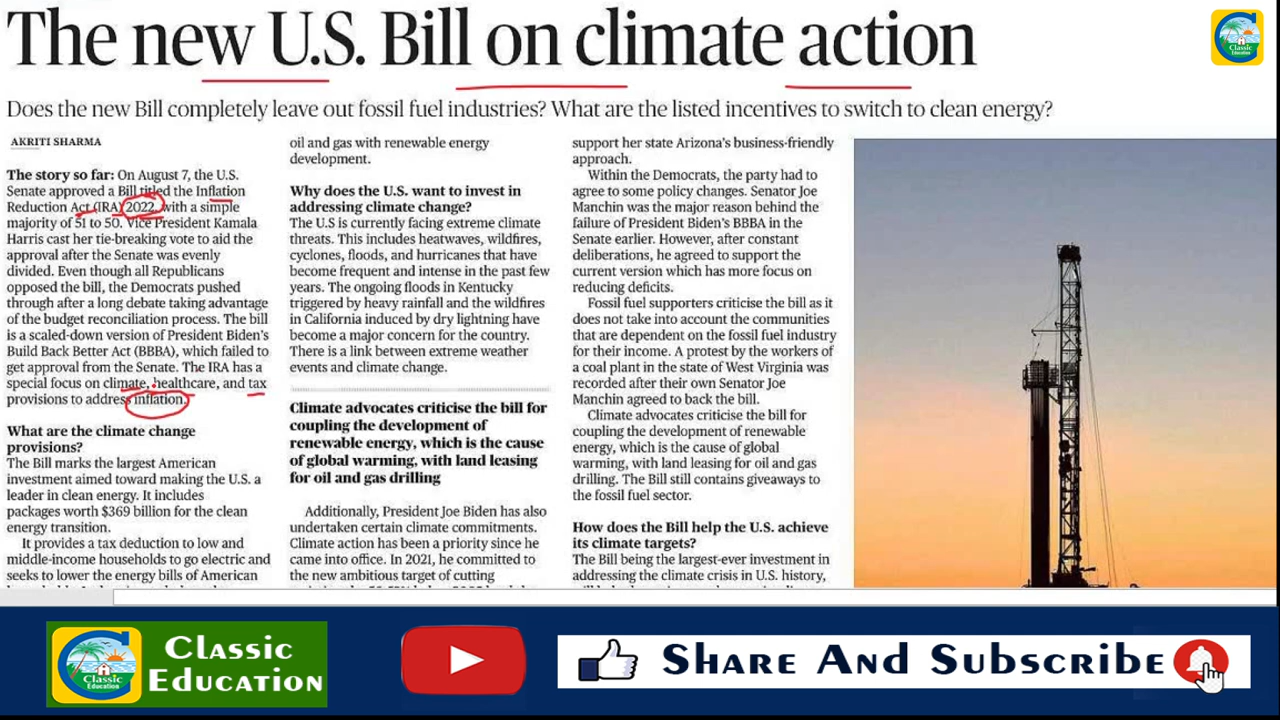 The new U.S. Bill on climate action
Does the new Bill completely leave out fossil fuel industries? What are the listed incentives to switch to clean energy?
AKRITI SHARMA
The story so far: On August 7, the U.S.
Senate approved a Bill titled the Inflation
Reduction Act (IRA) 2022, with a simple
majority of 51 to 50. Vice President Kamala
Harris cast her tie-breaking vote to aid the
approval after the Senate was evenly
divided. Even though all Republicans
opposed the bill, the Democrats pushed
through after a long debate taking advantage
of the budget reconciliation process. The bill
is a scaled-down version of President Biden's
Build Back Better Act (BBBA), which failed to
get approval from the Senate. The IRA has a
special focus on climate, healthcare, and tax
provisions to address inflation.
What are the climate change
provisions?
The Bill marks the largest American
investment aimed toward making the U.S. a
leader in clean energy. It includes
packages worth $369 billion for the clean
energy transition.
It provides a tax deduction to low and
middle-income households to go electric and
seeks to lower the energy bills of American
oil and gas with renewable energy
development.
Why does the U.S. want to invest in
addressing climate change?
The U.S is currently facing extreme climate
threats. This includes heatwaves, wildfires,
cyclones, floods, and hurricanes that have
become frequent and intense in the past few
years. The ongoing floods in Kentucky
triggered by heavy rainfall and the wildfires
in California induced by dry lightning have
become a major concern for the country.
There is a link between extreme weather
events and climate change.
Climate advocates criticise the bill for
coupling the development of
renewable energy, which is the cause
of global warming, with land leasing
for oil and gas drilling
Additionally, President Joe Biden has also
undertaken certain climate commitments.
Climate action has been a priority since he
came into office. In 2021, he committed to
the new ambitious target of cutting
support her state Arizona's business-friendly
approach.
Within the Democrats, the party had to
agree to some policy changes. Senator Joe
Manchin was the major reason behind the
failure of President Biden's BBBA in the
Senate earlier. However, after constant
deliberations, he agreed to support the
current version which has more focus on
reducing deficits.
Fossil fuel supporters criticise the bill as it
does not take into account the communities
that are dependent on the fossil fuel industry
for their income. A protest by the workers of
a coal plant in the state of West Virginia was
recorded after their own Senator Joe
Manchin agreed to back the bill.
Climate advocates criticise the bill for
coupling the development of renewable
energy, which is the cause of global
warming, with land leasing for oil and gas
drilling. The Bill still contains giveaways to
the fossil fuel sector.
How does the Bill help the U.S. achieve
its climate targets?
The Bill being the largest-ever investment in
addressing the climate crisis in U.S. history,
Classic
Education
Classic
Education
Classic
Education
Share And Subscribe